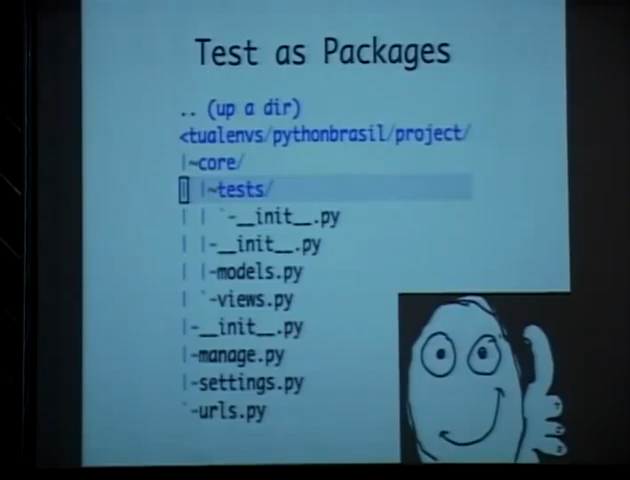 Test as Packages
.. (up a dir)
<tualenvs/pythonbrasil/project/
|~core/
| |~tests/
| | `-__init__.py
| |-__init__.py
| |-models.py
| `-views.py
|-__init__.py
|-manage.py
|-settings.py
`-urls.py